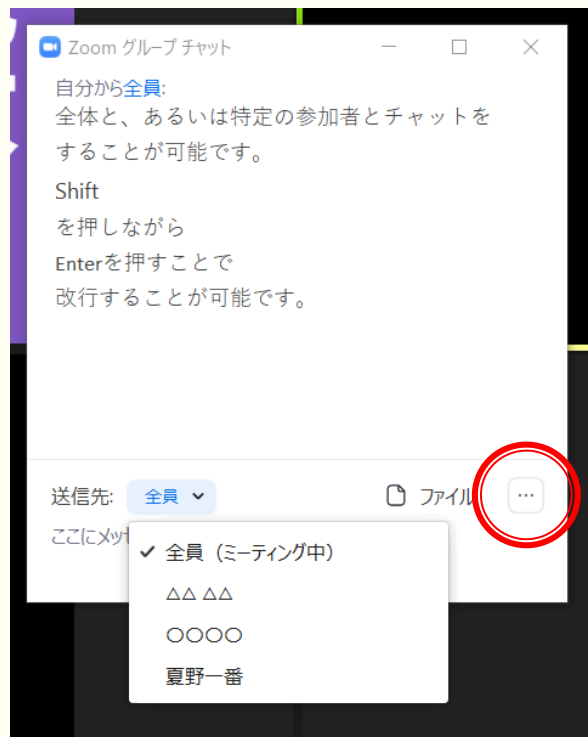 Zoom グループ チャット
自分から全員:
全体と、あるいは特定の参加者とチャットを
することが可能です。
Shift
を押しながら
Enterを押すことで
改行することが可能です。
送信先: 全員 ファイル ...
ここにメッ
✓ 全員（ミーティング中）
△△ △△
〇〇〇〇
夏野一番